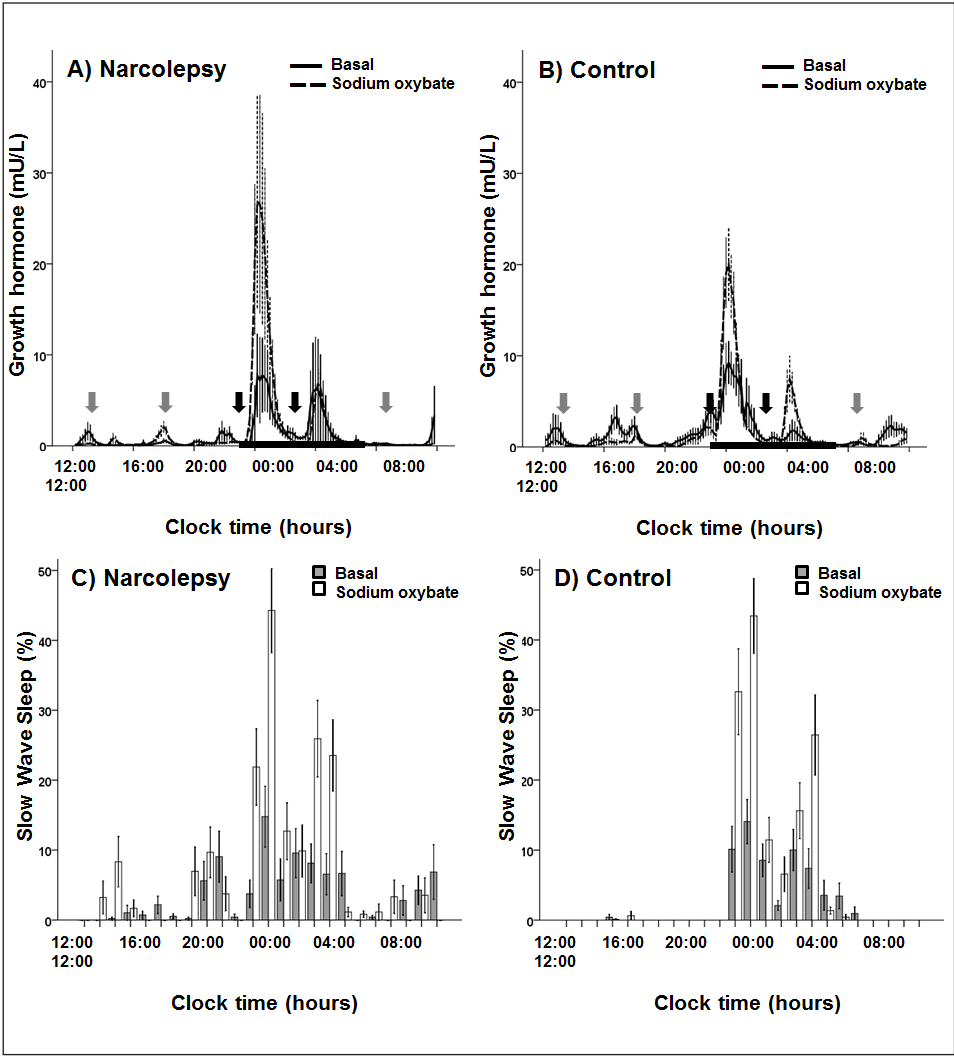 A) Narcolepsy
Basal
Sodium oxybate
Growth hormone (mU/L)
40
30
20
10
0
12:00 16:00 20:00 00:00 04:00 08:00
12:00
Clock time (hours)
B) Control
Basal
Sodium oxybate
Growth hormone (mU/L)
40
30
20
10
0
12:00 16:00 20:00 00:00 04:00 08:00
12:00
Clock time (hours)
C) Narcolepsy
Basal
Sodium oxybate
Slow Wave Sleep (%)
50
40
30
20
10
0
12:00 16:00 20:00 00:00 04:00 08:00
12:00
Clock time (hours)
D) Control
Basal
Sodium oxybate
Slow Wave Sleep (%)
50
40
30
20
10
0
12:00 16:00 20:00 00:00 04:00 08:00
12:00
Clock time (hours)